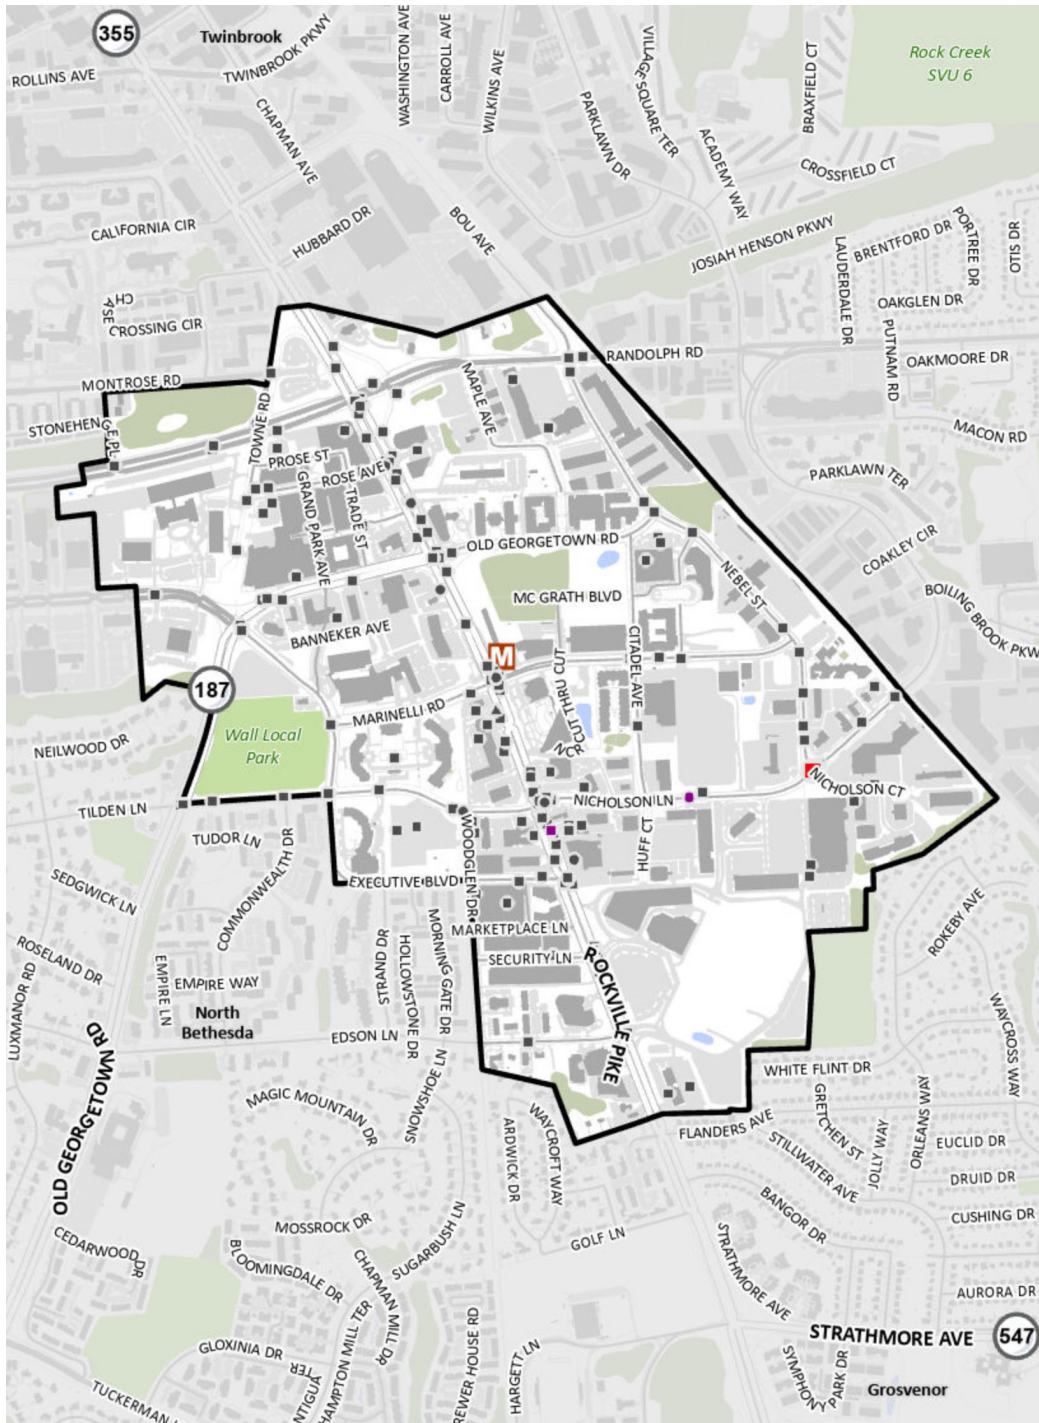 355
Twinbrook
ROLLINS AVE
TWINBROOK PKWY
WASHINGTON AVE
CARROLL AVE
WILKINS AVE
VILLAGE SQUARE TER
PARKLAWN DR
BRAXFIELD CT
Rock Creek
SVU 6
CHAPMAN AVE
ACADEMY WAY
CROSSFIELD CT
CALIFORNIA CIR
HUBBARD DR
BOU AVE
JOSIAH HENSON PKWY
LAUDERDALE DR
BRENTFORD DR
PORTREE DR
OTIS DR
CHASE CROSSING CIR
OAKGLEN DR
PUTNAM RD
RANDOLPH RD
OAKMOORE DR
MONTROSE RD
STONEHENGE PL
TOWNE RD
MAPLE AVE
MACON RD
PROSE ST
ROSE AVE
GRAND PARK AVE
TRADE ST
PARKLAWN TER
OLD GEORGETOWN RD
COAKLEY CIR
NEBEL ST
MC GRATH BLVD
BOILING BROOK PKW
BANNEKER AVE
CITADEL AVE
M
187
MARINELLI RD
CUT THRU CUT
NCR
Wall Local
Park
NEILWOOD DR
NICHOLSON CT
TILDEN LN
NICHOLSON LN
TUDOR LN
COMMONWEALTH DR
WOODGLEN DR
HUFF CT
SEDGWICK LN
EXECUTIVE BLVD
MARKETPLACE LN
SECURITY LN
ROCKVILLE PIKE
ROKEBY AVE
ROSELAND DR
LUXMANOR RD
EMPIRE LN
EMPIRE WAY
STRAND DR
HOLLOWSTONE DR
MORNING GATE DR
North
Bethesda
EDSON LN
SNOWSHOE LN
WAYCROSS WAY
OLD GEORGETOWN RD
MAGIC MOUNTAIN DR
ARDWICK DR
WAYCROFT WAY
WHITE FLINT DR
GRETCHEN ST
FLANDERS AVE
STILLWATER AVE
JOLLY WAY
ORLEANS WAY
EUCLID DR
DRUID DR
BANGOR DR
CUSHING DR
MOSSROCK DR
SUGARBUSH LN
GOLF LN
CEDARWOOD DR
BLOOMINGDALE DR
CHAPMAN MILL DR
STRATHMORE AVE
AURORA DR
STRATHMORE AVE
547
GLOXINIA DR
TER
HAMPTON MILL TER
BREWER HOUSE RD
HARGETT LN
SYMPHONY
PARK DR
Grosvenor
TUCKERMAN